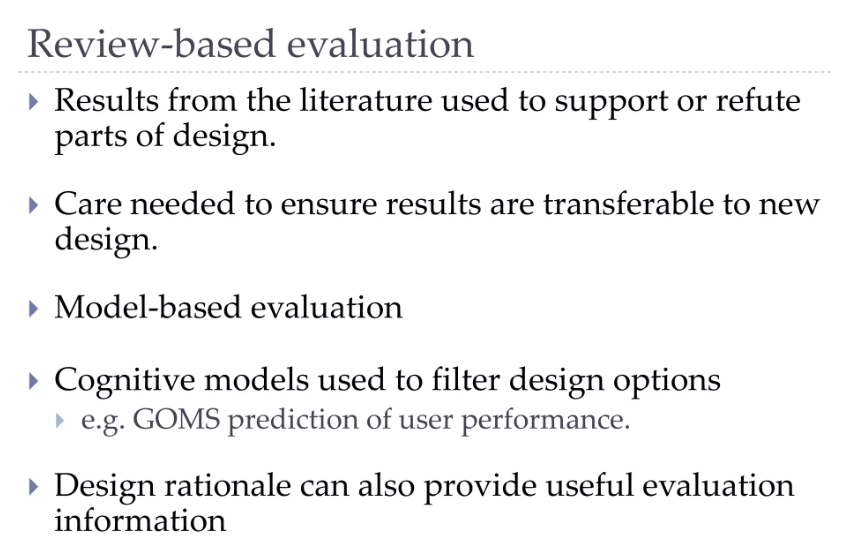 Review-based evaluation
Results from the literature used to support or refute
parts of design.
Care needed to ensure results are transferable to new
design.
Model-based evaluation
Cognitive models used to filter design options
e.g. GOMS prediction of user performance.
Design rationale can also provide useful evaluation
information